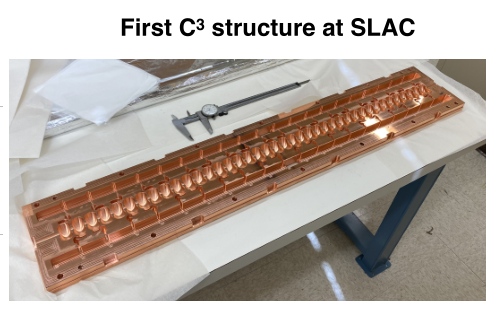 First C³ structure at SLAC